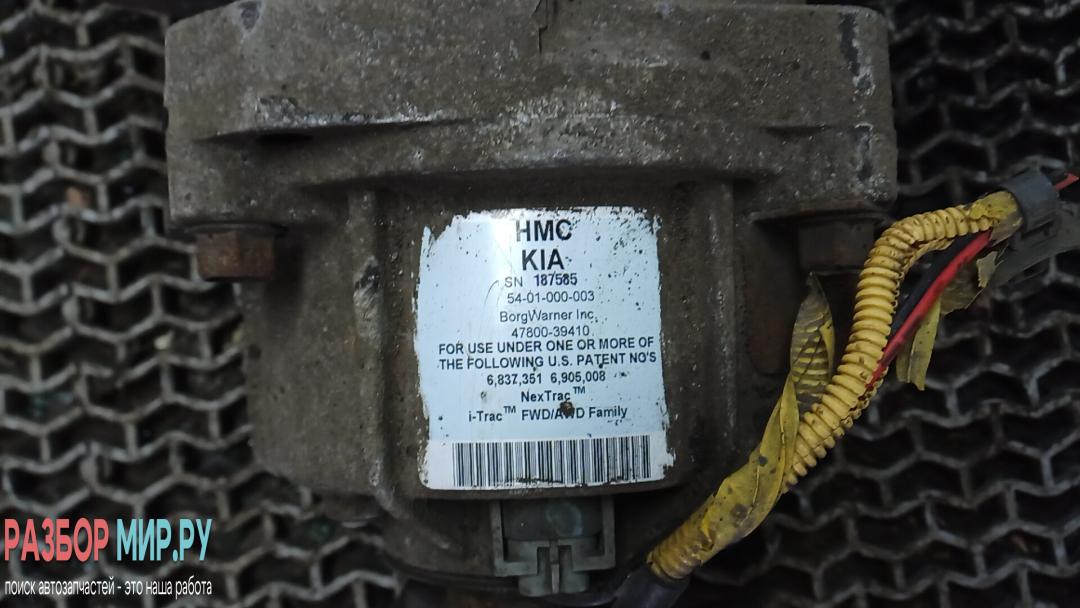 HMC
KIA
SN 187585
54-01-000-003
BorgWarner Inc.
47800-39410
FOR USE UNDER ONE OR MORE OF
THE FOLLOWING U.S. PATENT NO'S
6,837,351 6,905,008
NexTrac™
i-Trac™ FWD/AWD Family
РАЗБОР МИР.РУ
поиск автозапчастей - это наша работа